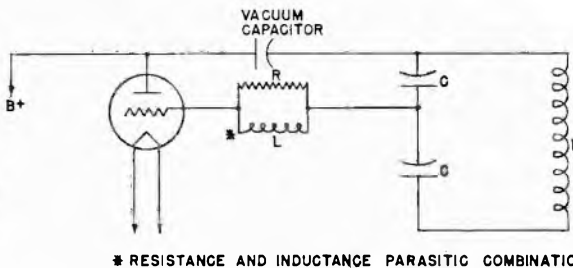 VACUUM
CAPACITOR
B+
R
C
* L
C
* RESISTANCE AND INDUCTANCE PARASITIC COMBINATIO